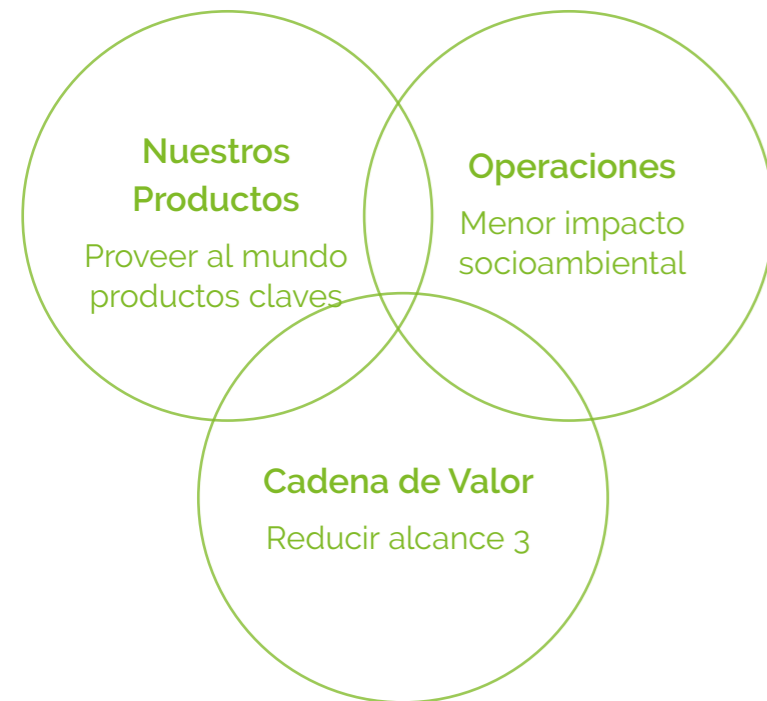 Nuestros
Productos
Proveer al mundo
productos claves
Operaciones
Menor impacto
socioambiental
Cadena de Valor
Reducir alcance 3